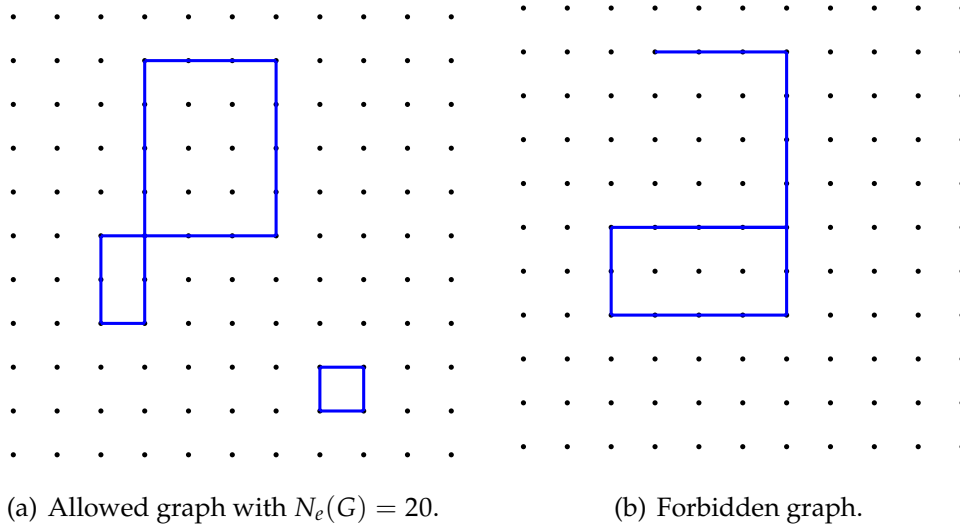 (a) Allowed graph with $N_e(G) = 20$.
(b) Forbidden graph.